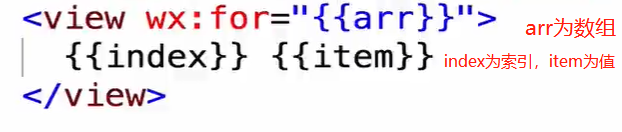 <view wx:for="{{arr}}"> arr为数组
{{index}} {{item}} index为索引，item为值
</view>